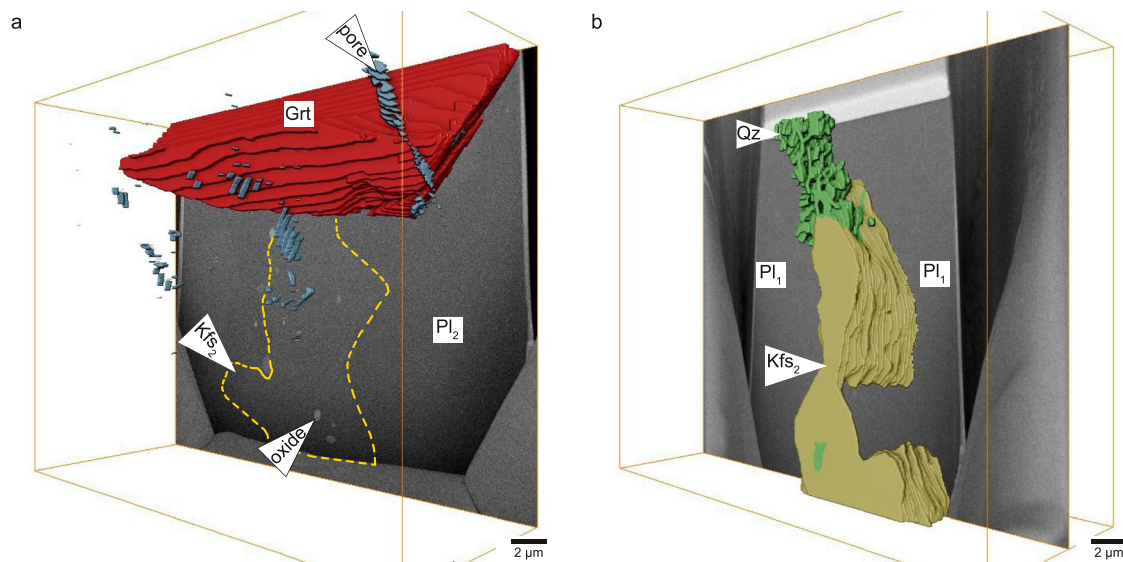 a
pore
Grt
Kfs₂
Pl₂
oxide
2 µm
b
Qz
Pl₁
Pl₁
Kfs₂
2 µm